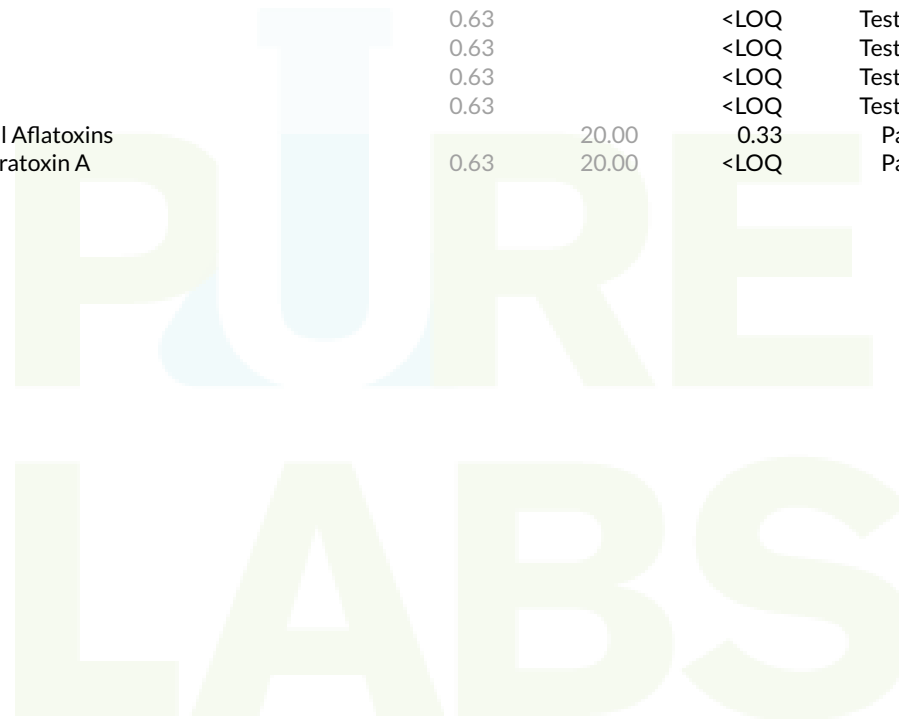 0.63 <LOQ Test
0.63 <LOQ Test
0.63 <LOQ Test
0.63 <LOQ Test
l Aflatoxins 20.00 0.33 Pa
ratoxin A 0.63 20.00 <LOQ Pa
PURE
LABS